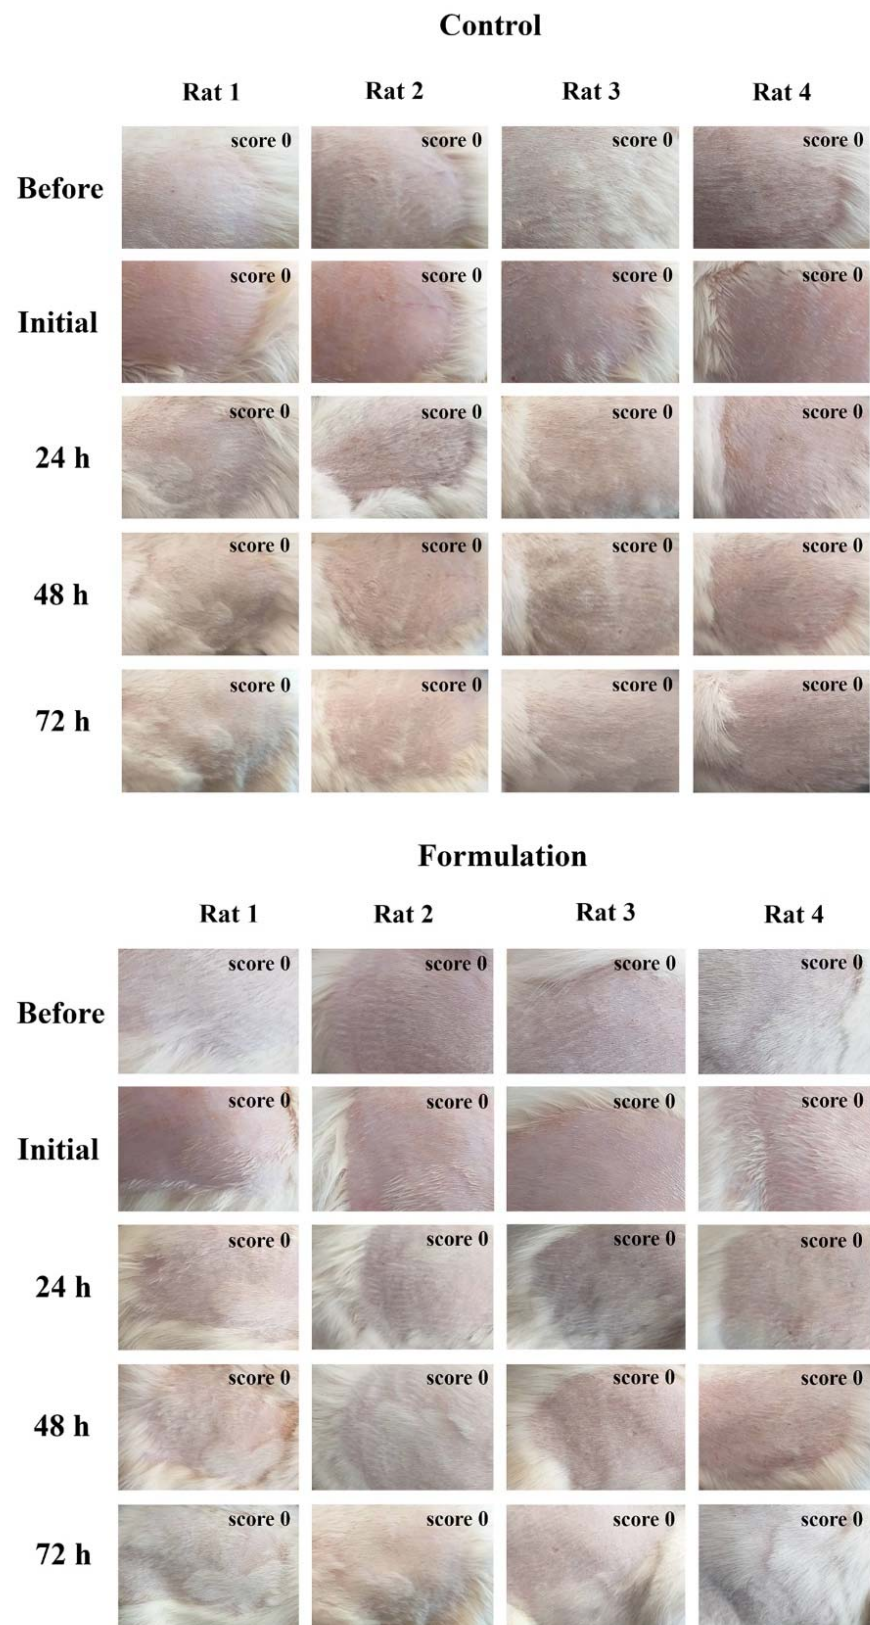 Control
Rat 1 Rat 2 Rat 3 Rat 4
Before score 0 score 0 score 0 score 0
Initial score 0 score 0 score 0 score 0
24 h score 0 score 0 score 0 score 0
48 h score 0 score 0 score 0 score 0
72 h score 0 score 0 score 0 score 0
Formulation
Rat 1 Rat 2 Rat 3 Rat 4
Before score 0 score 0 score 0 score 0
Initial score 0 score 0 score 0 score 0
24 h score 0 score 0 score 0 score 0
48 h score 0 score 0 score 0 score 0
72 h score 0 score 0 score 0 score 0